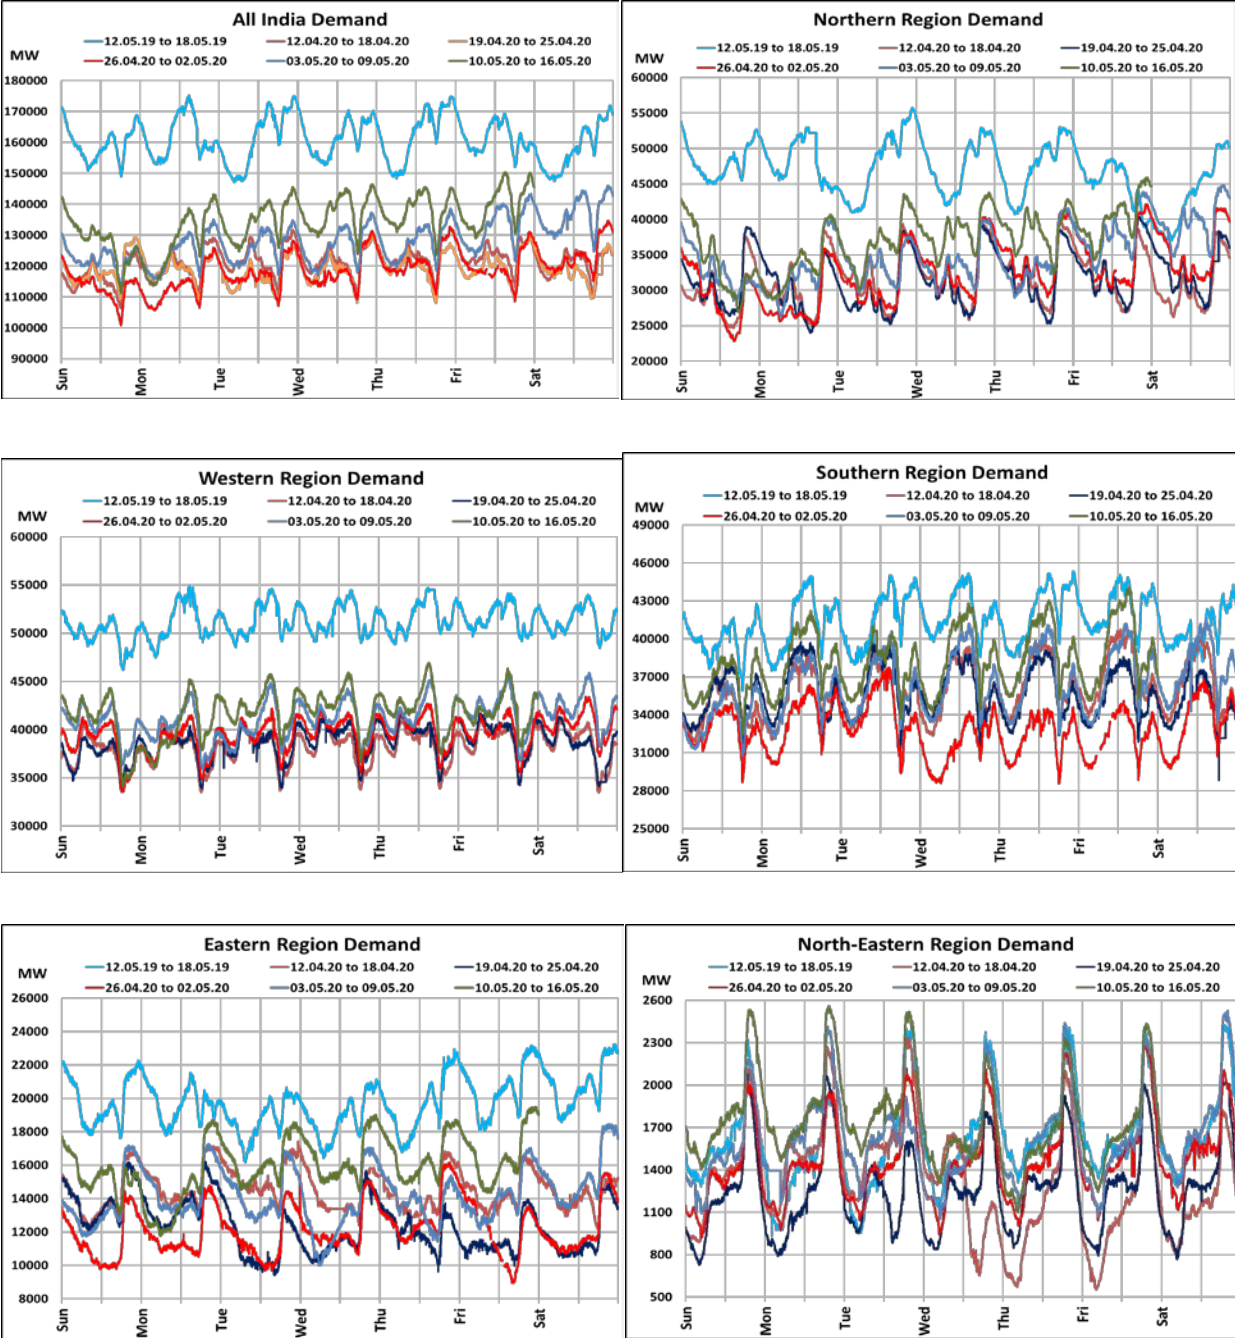 All India Demand
MW
12.05.19 to 18.05.19 12.04.20 to 18.04.20 19.04.20 to 25.04.20
26.04.20 to 02.05.20 03.05.20 to 09.05.20 10.05.20 to 16.05.20
180000
170000
160000
150000
140000
130000
120000
110000
100000
90000
Sun Mon Tue Wed Thu Fri Sat
Northern Region Demand
MW
12.05.19 to 18.05.19 12.04.20 to 18.04.20 19.04.20 to 25.04.20
26.04.20 to 02.05.20 03.05.20 to 09.05.20 10.05.20 to 16.05.20
60000
55000
50000
45000
40000
35000
30000
25000
20000
Sun Mon Tue Wed Thu Fri Sat
Western Region Demand
12.05.19 to 18.05.19 12.04.20 to 18.04.20 19.04.20 to 25.04.20
MW
26.04.20 to 02.05.20 03.05.20 to 09.05.20 10.05.20 to 16.05.20
60000
55000
50000
45000
40000
35000
30000
Sun Mon Tue Wed Thu Fri Sat
Southern Region Demand
12.05.19 to 18.05.19 12.04.20 to 18.04.20 19.04.20 to 25.04.20
MW
26.04.20 to 02.05.20 03.05.20 to 09.05.20 10.05.20 to 16.05.20
49000
46000
43000
40000
37000
34000
31000
28000
25000
Sun Mon Tue Wed Thu Fri Sat
Eastern Region Demand
12.05.19 to 18.05.19 12.04.20 to 18.04.20 19.04.20 to 25.04.20
MW
26.04.20 to 02.05.20 03.05.20 to 09.05.20 10.05.20 to 16.05.20
26000
24000
22000
20000
18000
16000
14000
12000
10000
8000
Sun Mon Tue Wed Thu Fri Sat
North-Eastern Region Demand
12.05.19 to 18.05.19 12.04.20 to 18.04.20 19.04.20 to 25.04.20
MW
26.04.20 to 02.05.20 03.05.20 to 09.05.20 10.05.20 to 16.05.20
2600
2300
2000
1700
1400
1100
800
500
Sun Mon Tue Wed Thu Fri Sat